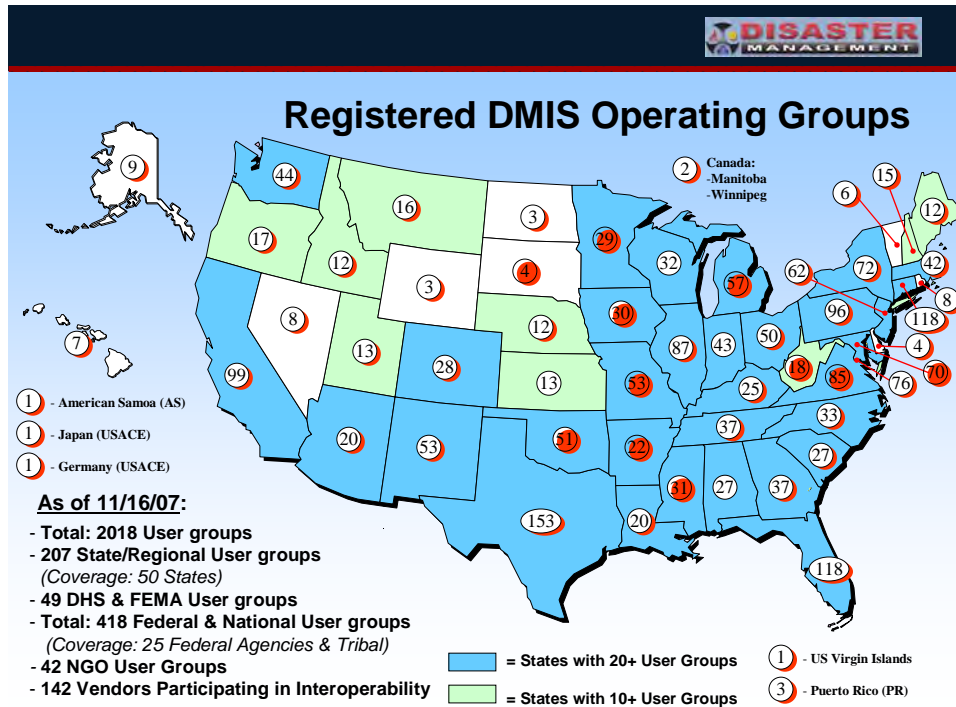 DISASTER
MANAGEMENT
Registered DMIS Operating Groups
2
Canada:
-Manitoba
-Winnipeg
9
44
16
3
6
15
12
17
12
29
32
57
72
42
3
4
62
8
8
12
30
96
118
7
13
28
87
43
50
4
99
13
53
25
18
85
76
70
1 - American Samoa (AS)
1 - Japan (USACE)
1 - Germany (USACE)
20
53
51
22
37
33
27
31
27
37
153
20
118
As of 11/16/07:
- Total: 2018 User groups
- 207 State/Regional User groups
(Coverage: 50 States)
- 49 DHS & FEMA User groups
- Total: 418 Federal & National User groups
(Coverage: 25 Federal Agencies & Tribal)
- 42 NGO User Groups
- 142 Vendors Participating in Interoperability
= States with 20+ User Groups
= States with 10+ User Groups
1 - US Virgin Islands
3 - Puerto Rico (PR)